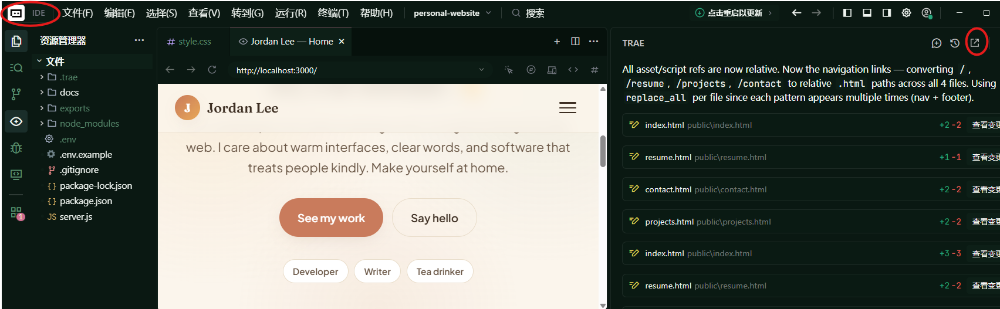 IDE 文件(F) 编辑(E) 选择(S) 查看(V) 转到(G) 运行(R) 终端(T) 帮助(H) personal-website 搜索 点击重启以更新
资源管理器
文件
.trae
docs
exports
node_modules
.env
.env.example
.gitignore
{} package-lock.json
{} package.json
JS server.js
1
# style.css
Jordan Lee — Home
http://localhost:3000/
J Jordan Lee
web. I care about warm interfaces, clear words, and software that
treats people kindly. Make yourself at home.
See my work Say hello
Developer Writer Tea drinker
TRAE
All asset/script refs are now relative. Now the navigation links — converting / ,
/resume , /projects , /contact to relative .html paths across all 4 files. Using
replace_all per file since each pattern appears multiple times (nav + footer).
index.html public\index.html +2 -2 查看变更
resume.html public\resume.html +1 -1 查看变更
contact.html public\contact.html +2 -2 查看变更
projects.html public\projects.html +2 -2 查看变更
index.html public\index.html +3 -3 查看变更
resume.html public\resume.html +2 -2 查看变更